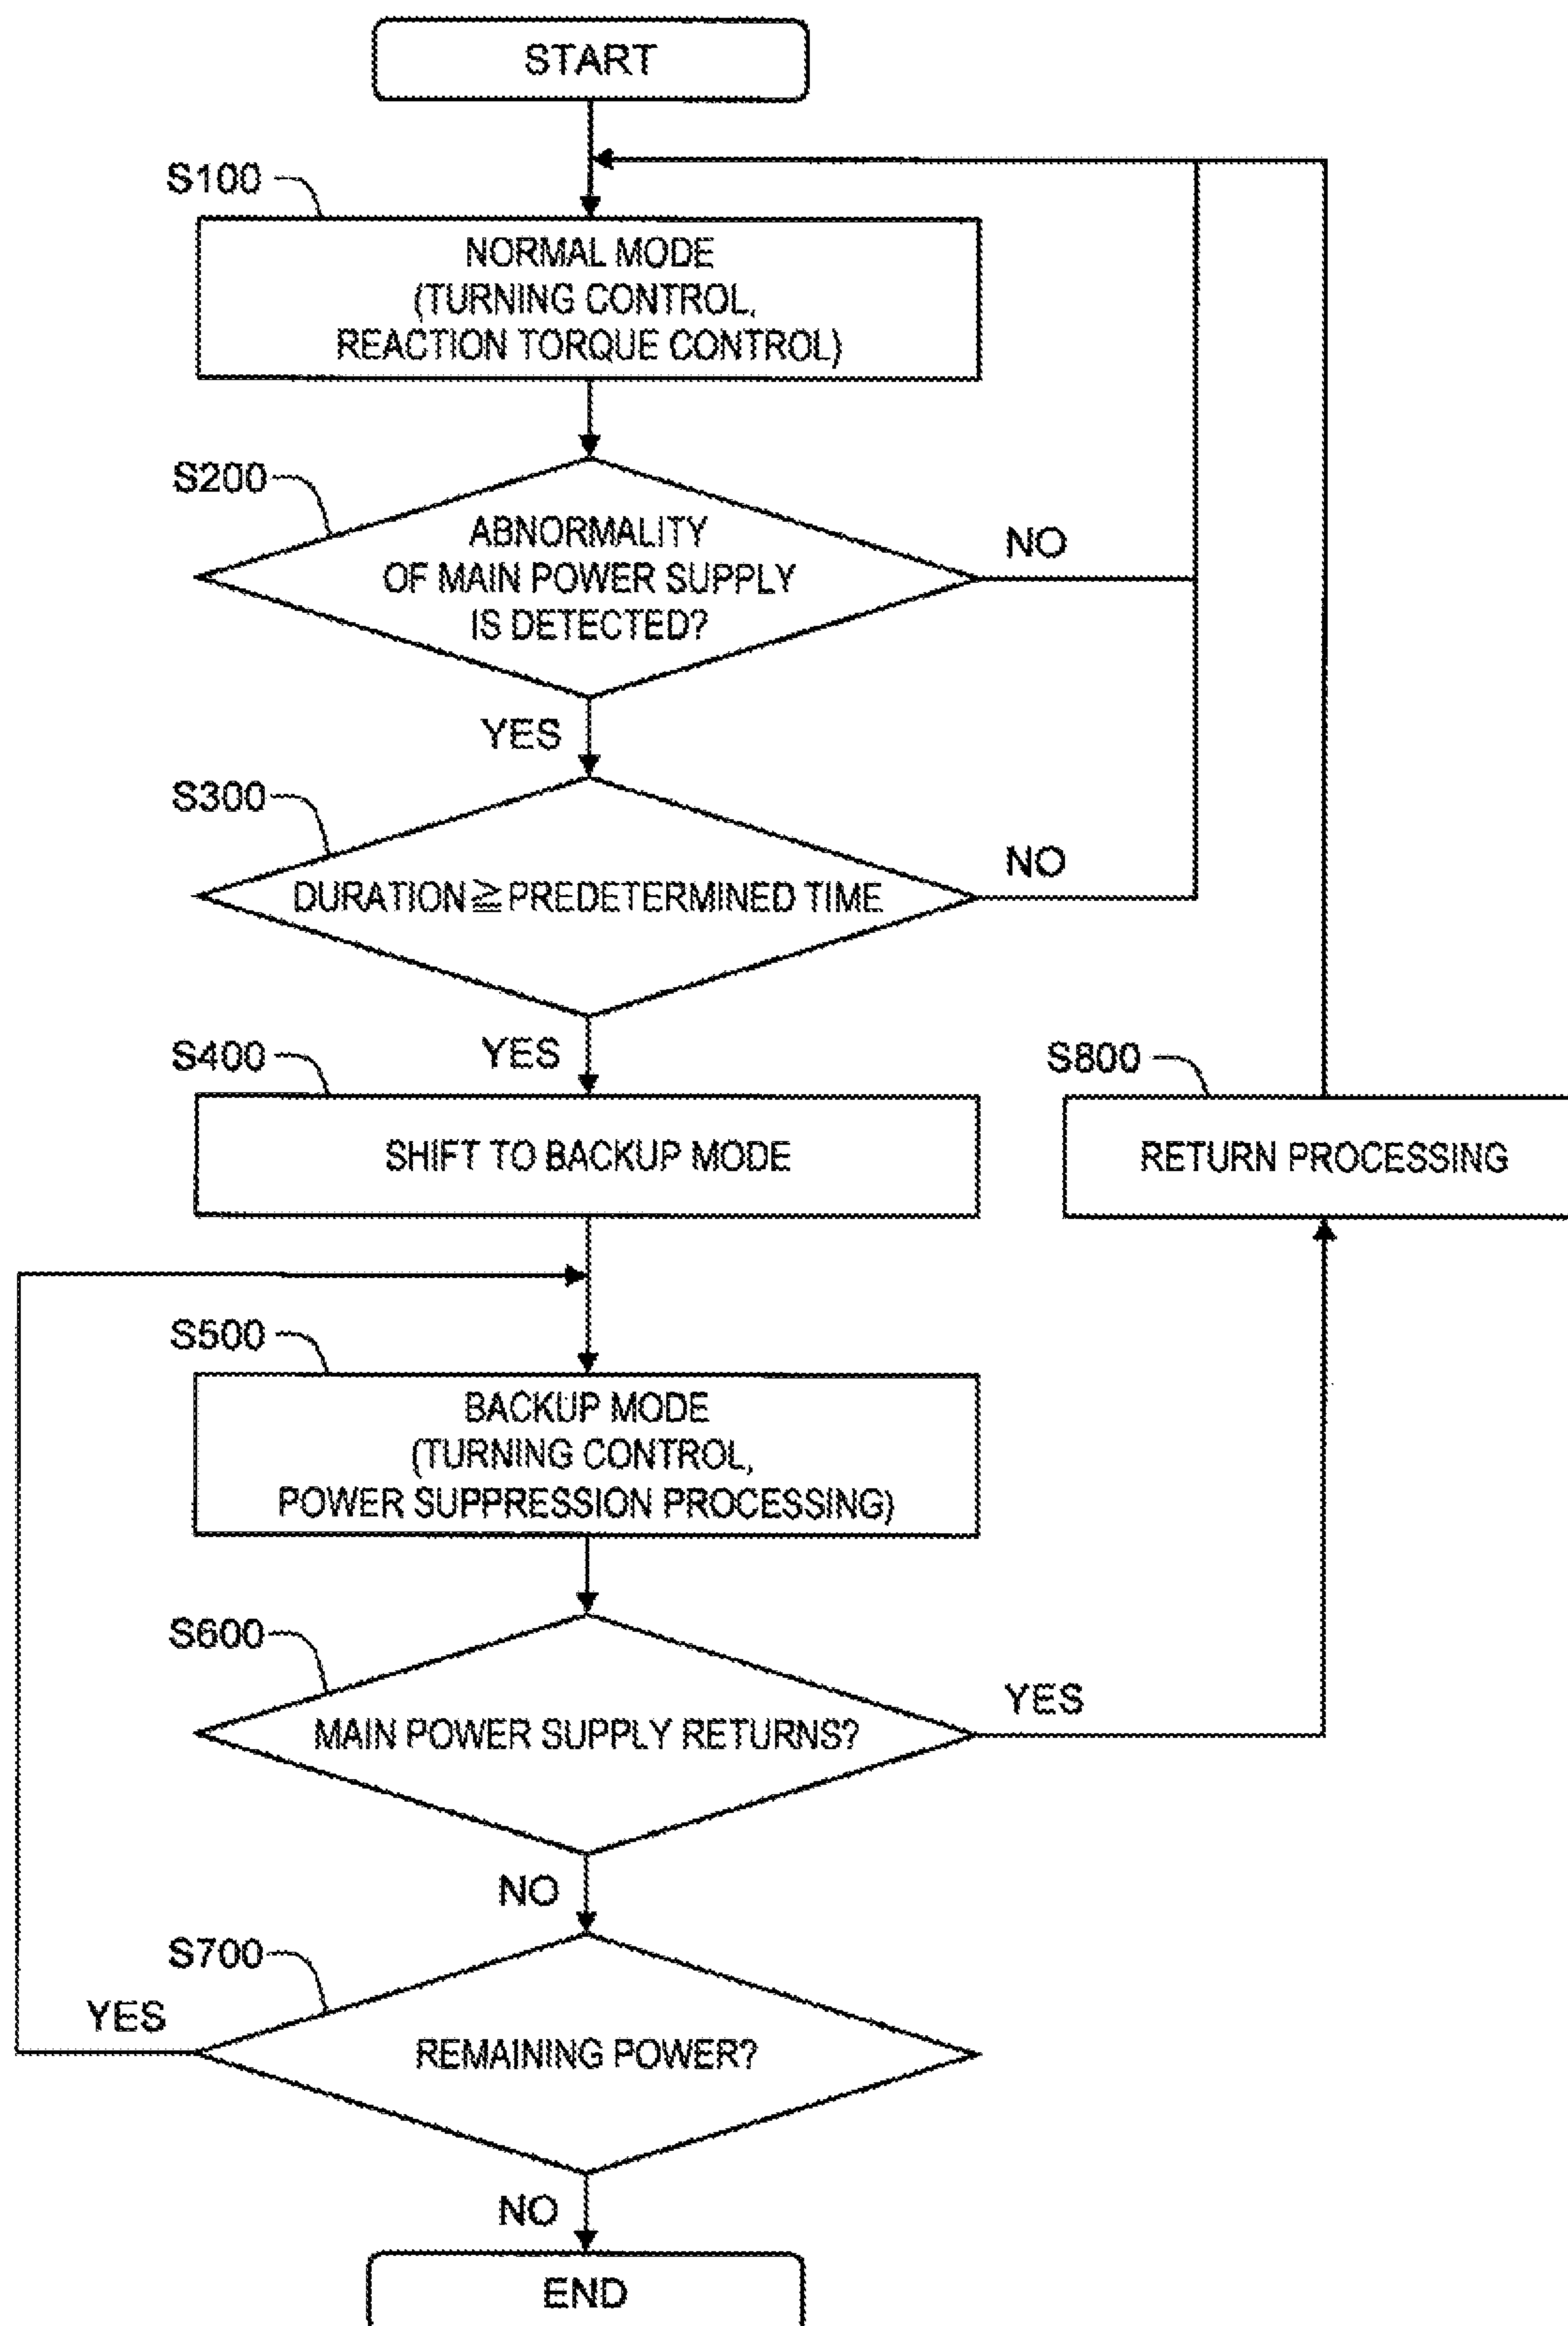 START
S100
NORMAL MODE
(TURNING CONTROL,
REACTION TORQUE CONTROL)
S200
ABNORMALITY
OF MAIN POWER SUPPLY
IS DETECTED?
NO
YES
S300
DURATION≧PREDETERMINED TIME
NO
YES
S400
SHIFT TO BACKUP MODE
S800
RETURN PROCESSING
S500
BACKUP MODE
(TURNING CONTROL,
POWER SUPPRESSION PROCESSING)
S600
MAIN POWER SUPPLY RETURNS?
YES
NO
S700
REMAINING POWER?
YES
NO
END